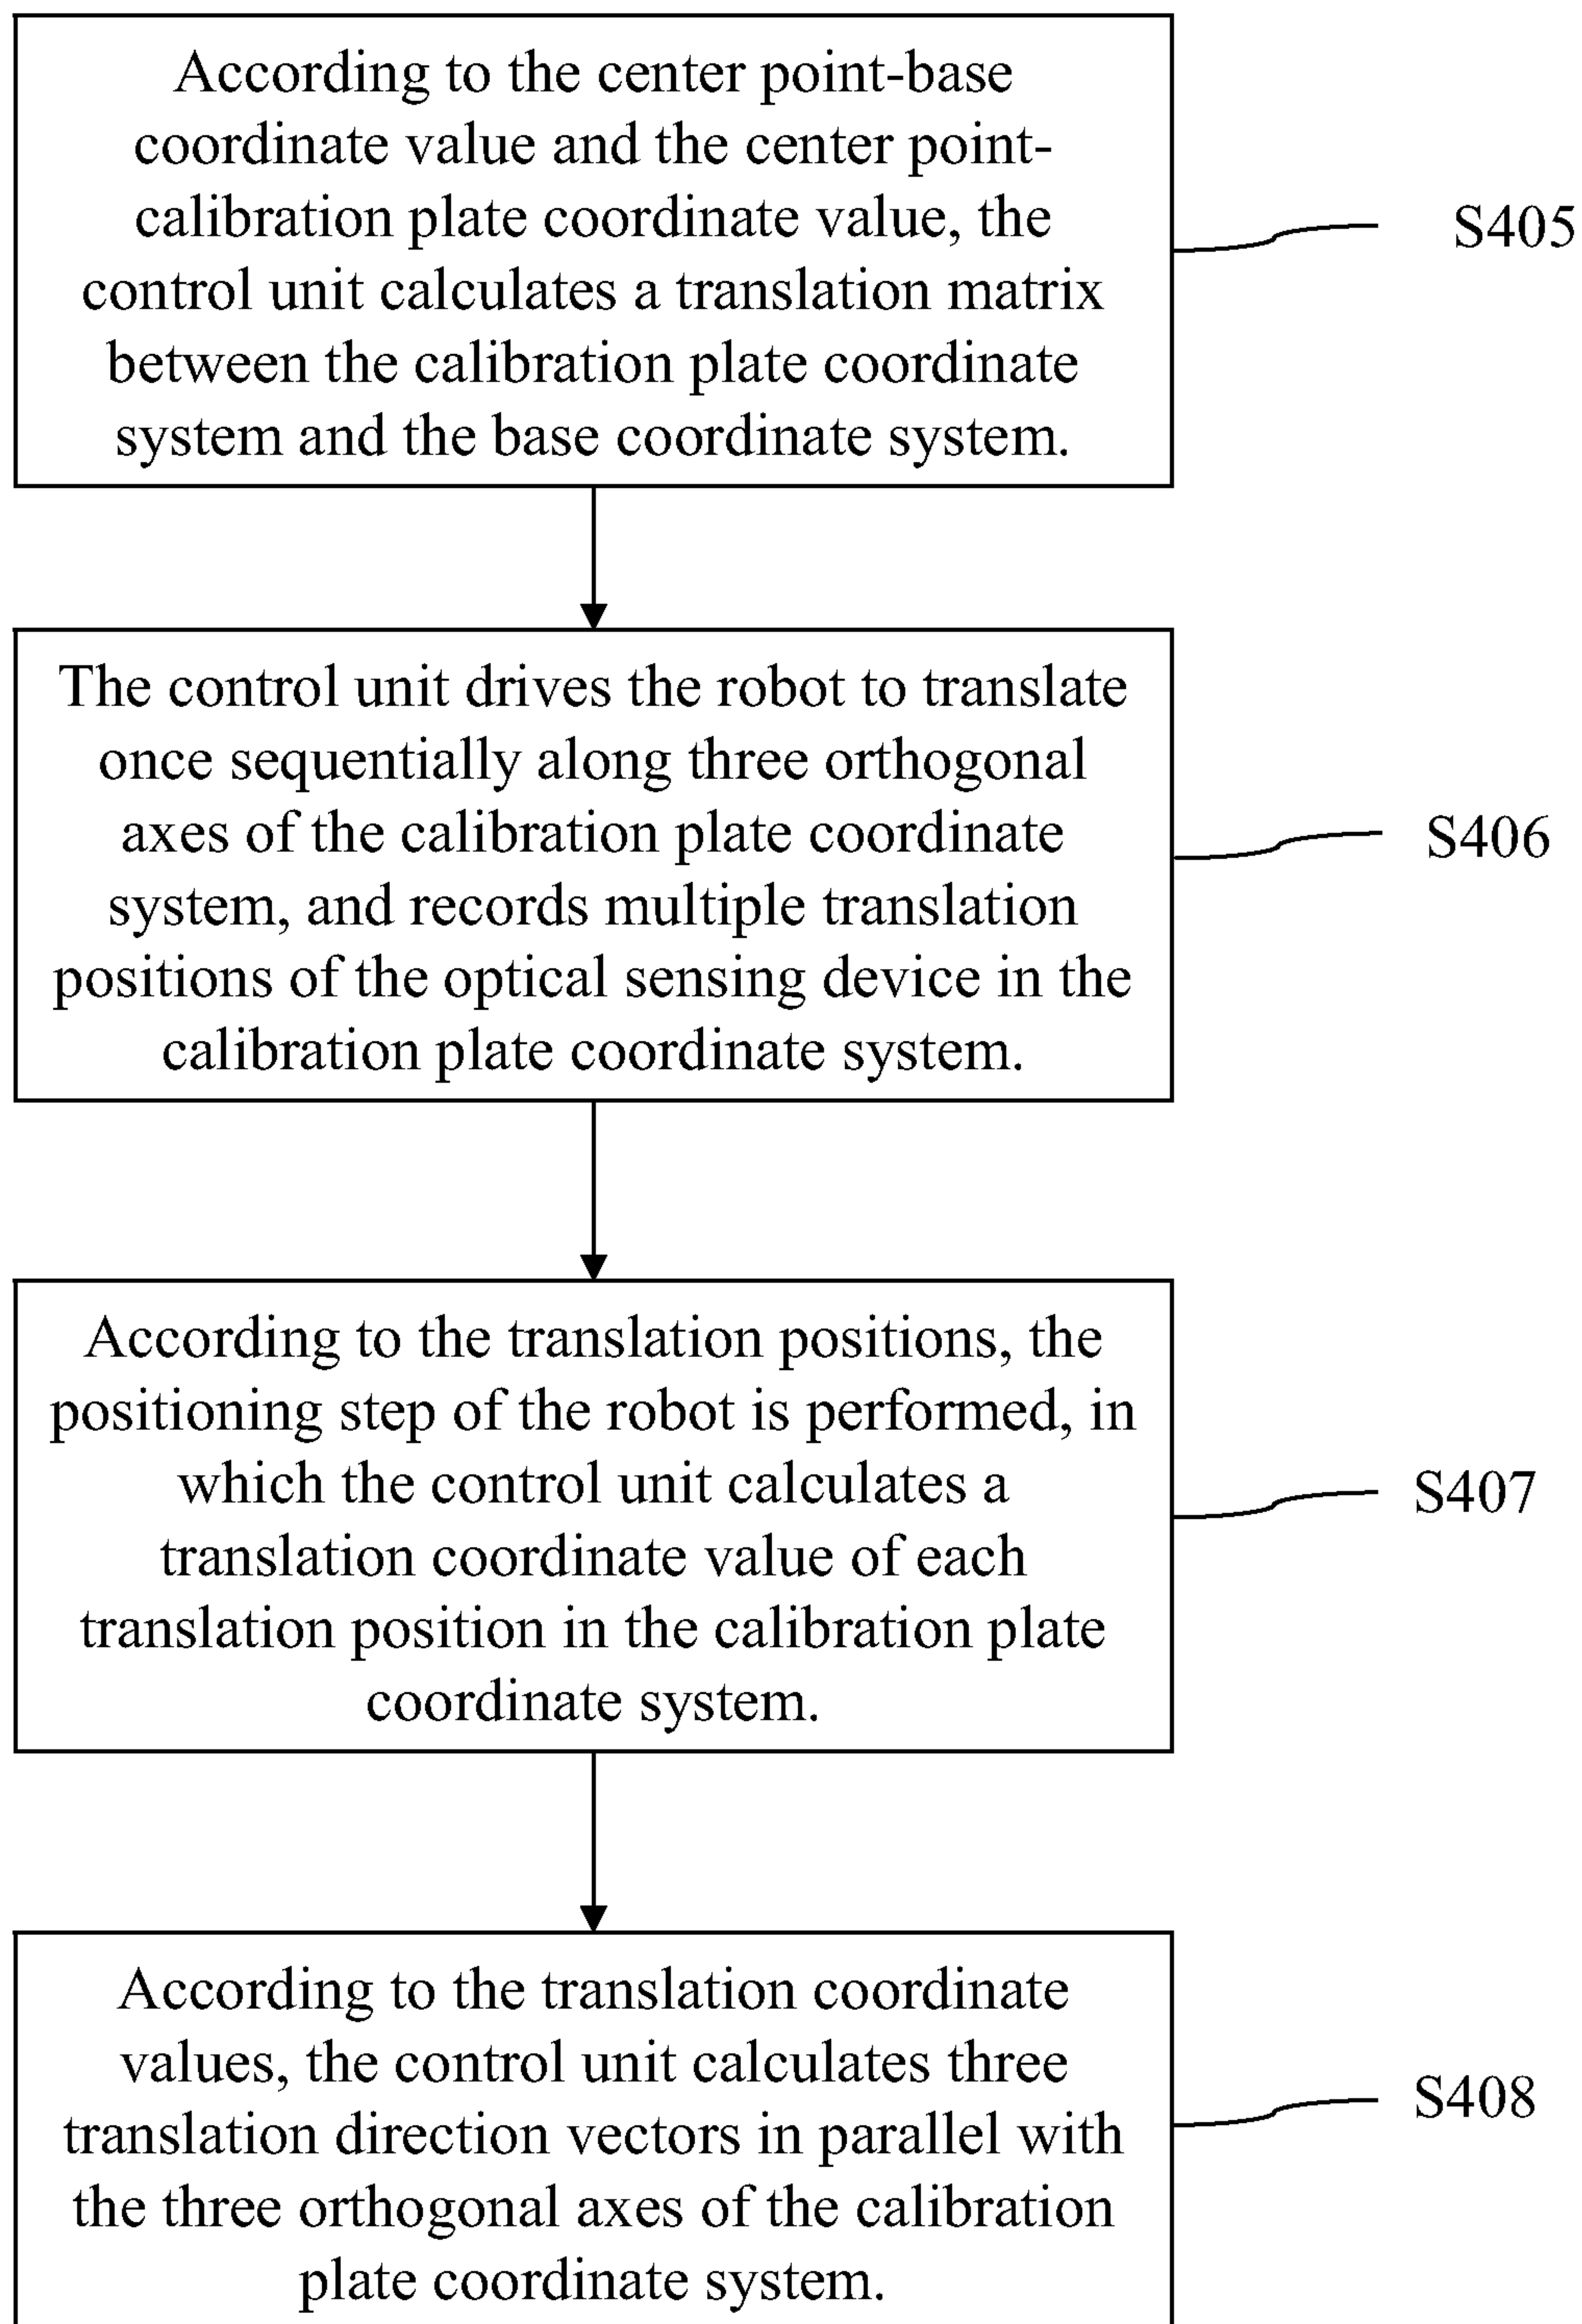 According to the center point-base
coordinate value and the center point-
calibration plate coordinate value, the
control unit calculates a translation matrix
between the calibration plate coordinate
system and the base coordinate system.
S405
The control unit drives the robot to translate
once sequentially along three orthogonal
axes of the calibration plate coordinate
system, and records multiple translation
positions of the optical sensing device in the
calibration plate coordinate system.
S406
According to the translation positions, the
positioning step of the robot is performed, in
which the control unit calculates a
translation coordinate value of each
translation position in the calibration plate
coordinate system.
S407
According to the translation coordinate
values, the control unit calculates three
translation direction vectors in parallel with
the three orthogonal axes of the calibration
plate coordinate system.
S408